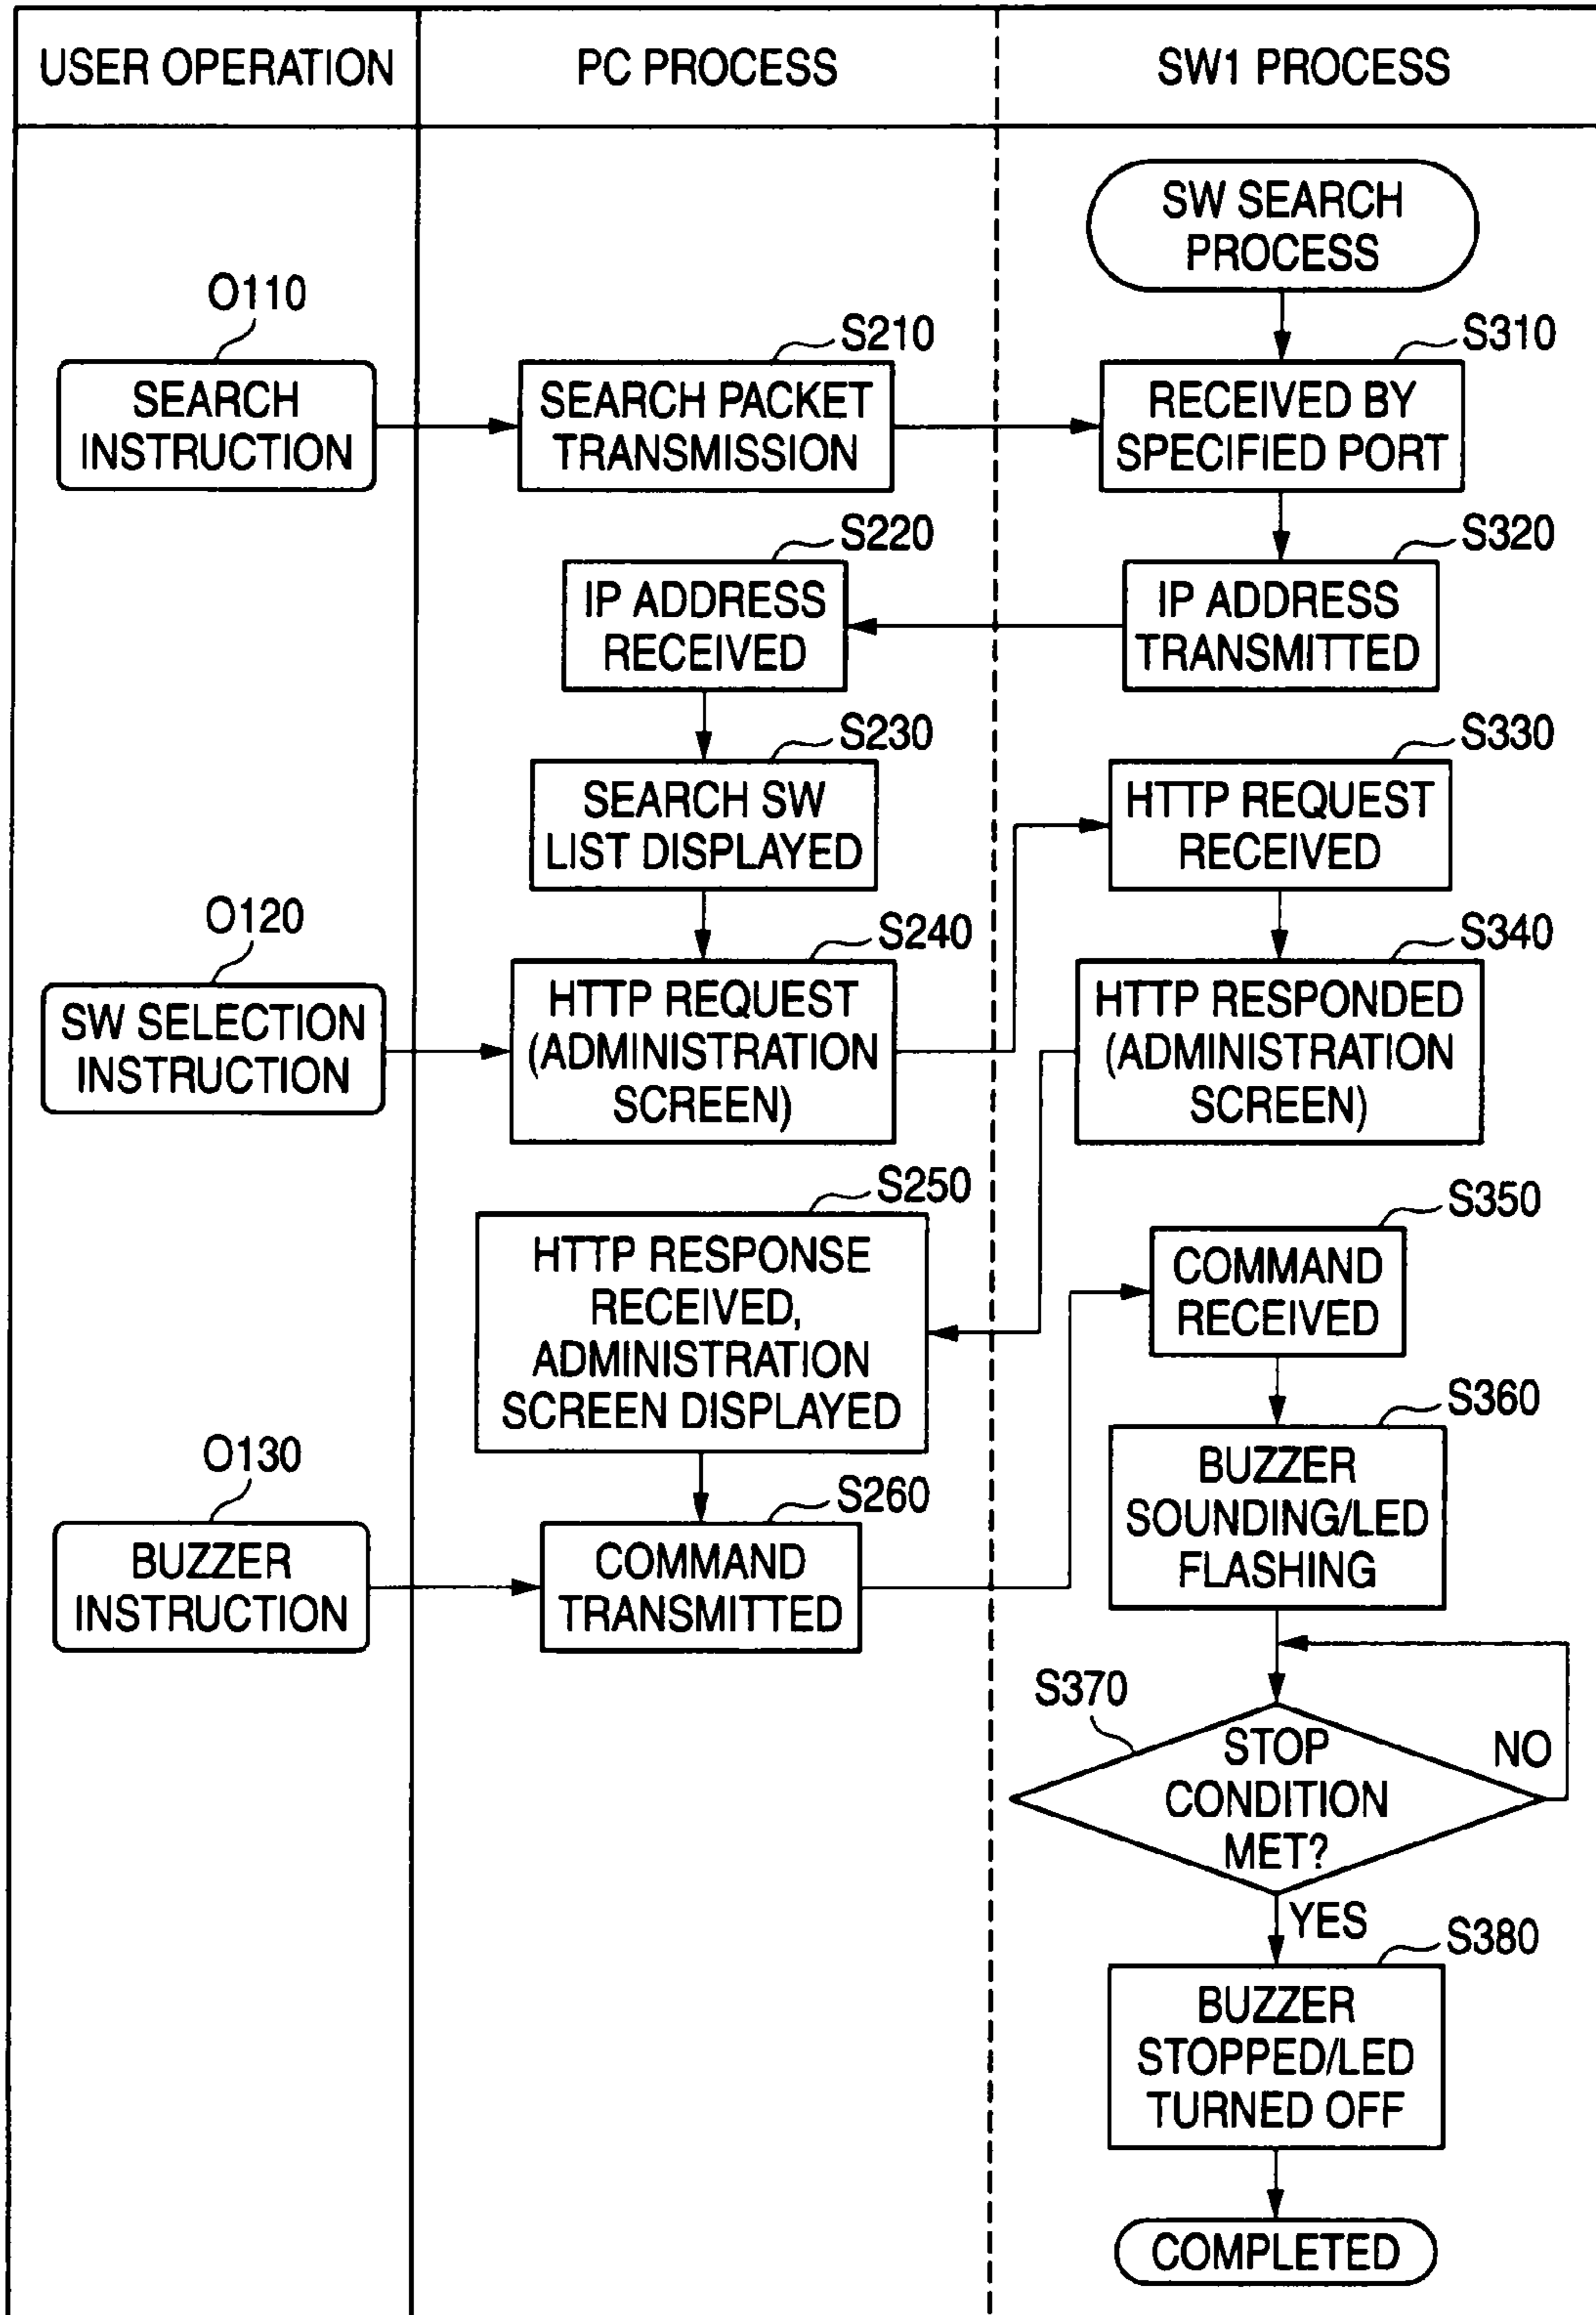 USER OPERATION
PC PROCESS
SW1 PROCESS
SW SEARCH
PROCESS
O110
SEARCH
INSTRUCTION
S210
SEARCH PACKET
TRANSMISSION
S310
RECEIVED BY
SPECIFIED PORT
S220
IP ADDRESS
RECEIVED
S320
IP ADDRESS
TRANSMITTED
S230
SEARCH SW
LIST DISPLAYED
S330
HTTP REQUEST
RECEIVED
O120
SW SELECTION
INSTRUCTION
S240
HTTP REQUEST
(ADMINISTRATION
SCREEN)
S340
HTTP RESPONDED
(ADMINISTRATION
SCREEN)
S250
HTTP RESPONSE
RECEIVED,
ADMINISTRATION
SCREEN DISPLAYED
S350
COMMAND
RECEIVED
O130
BUZZER
INSTRUCTION
S260
COMMAND
TRANSMITTED
S360
BUZZER
SOUNDING/LED
FLASHING
S370
STOP
CONDITION
MET?
NO
YES
S380
BUZZER
STOPPED/LED
TURNED OFF
COMPLETED